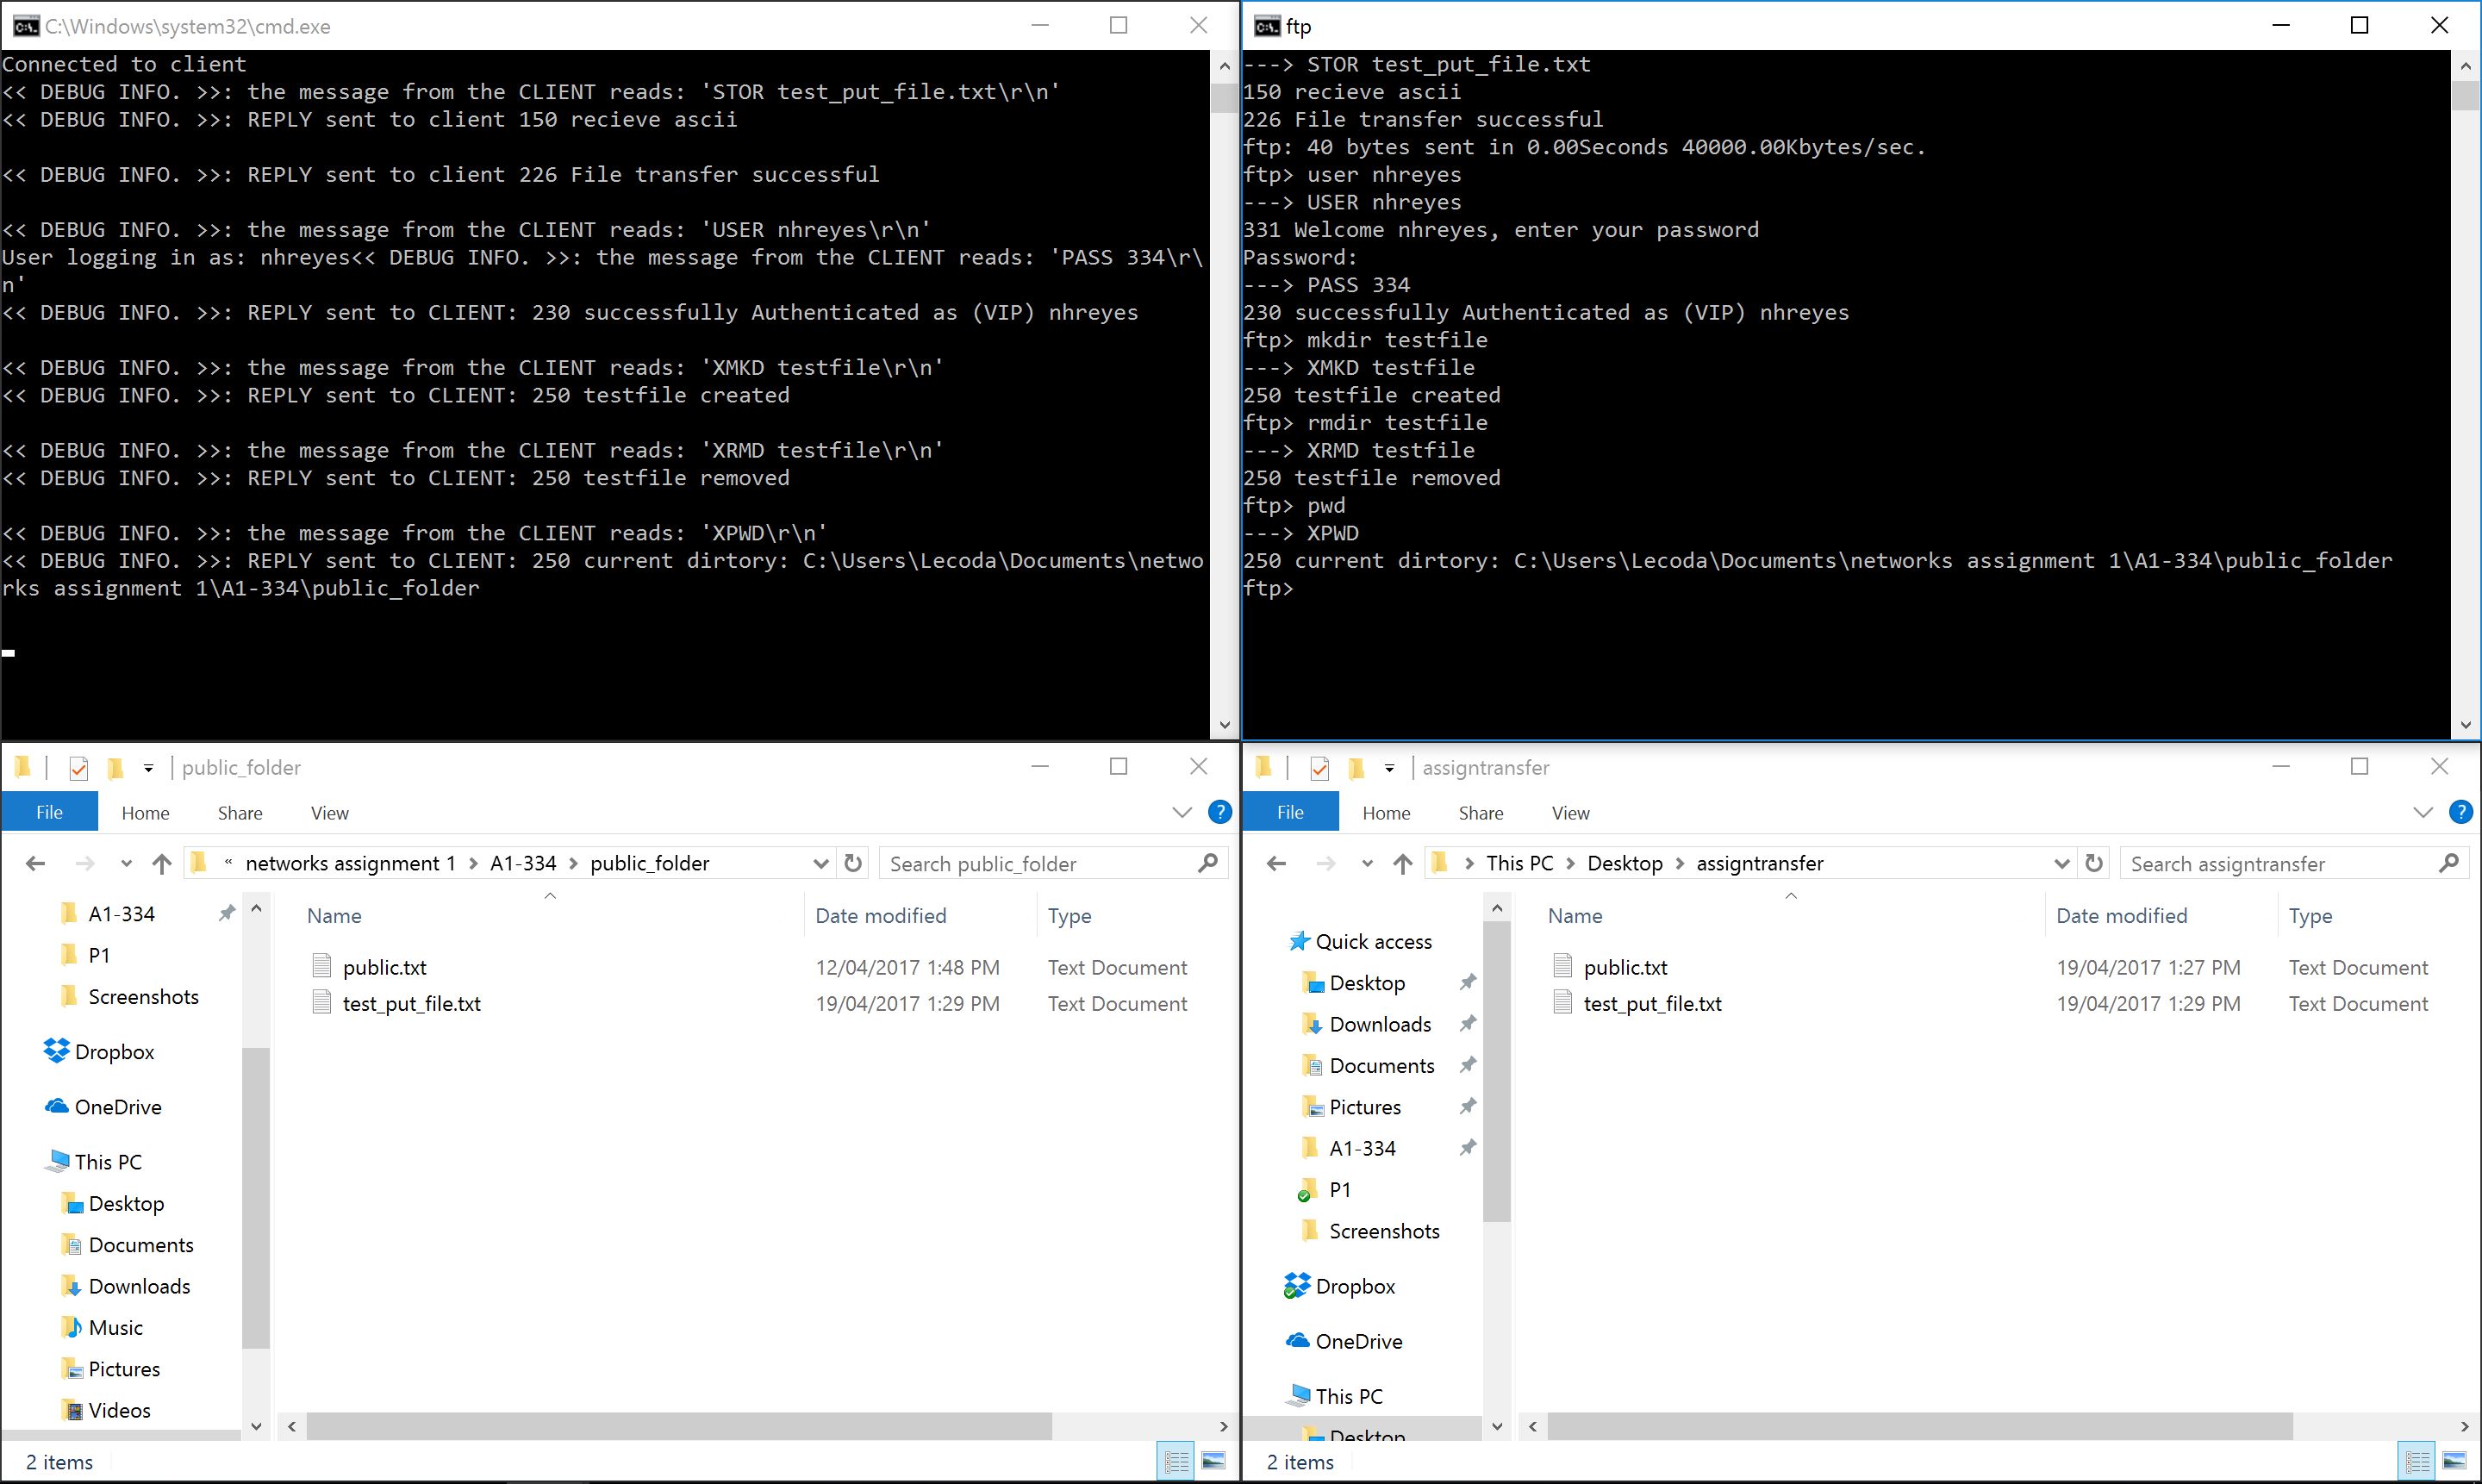 C:\Windows\system32\cmd.exe
Connected to client
<< DEBUG INFO. >>: the message from the CLIENT reads: 'STOR test_put_file.txt\r\n'
<< DEBUG INFO. >>: REPLY sent to client 150 recieve ascii
<< DEBUG INFO. >>: REPLY sent to client 226 File transfer successful
<< DEBUG INFO. >>: the message from the CLIENT reads: 'USER nhreyes\r\n'
User logging in as: nhreyes<< DEBUG INFO. >>: the message from the CLIENT reads: 'PASS 334\r\
n'
<< DEBUG INFO. >>: REPLY sent to CLIENT: 230 successfully Authenticated as (VIP) nhreyes
<< DEBUG INFO. >>: the message from the CLIENT reads: 'XMKD testfile\r\n'
<< DEBUG INFO. >>: REPLY sent to CLIENT: 250 testfile created
<< DEBUG INFO. >>: the message from the CLIENT reads: 'XRMD testfile\r\n'
<< DEBUG INFO. >>: REPLY sent to CLIENT: 250 testfile removed
<< DEBUG INFO. >>: the message from the CLIENT reads: 'XPWD\r\n'
<< DEBUG INFO. >>: REPLY sent to CLIENT: 250 current dirtory: C:\Users\Lecoda\Documents\netwo
rks assignment 1\A1-334\public_folder
ftp
---> STOR test_put_file.txt
150 recieve ascii
226 File transfer successful
ftp: 40 bytes sent in 0.00Seconds 40000.00Kbytes/sec.
ftp> user nhreyes
---> USER nhreyes
331 Welcome nhreyes, enter your password
Password:
---> PASS 334
230 successfully Authenticated as (VIP) nhreyes
ftp> mkdir testfile
---> XMKD testfile
250 testfile created
ftp> rmdir testfile
---> XRMD testfile
250 testfile removed
ftp> pwd
---> XPWD
250 current dirtory: C:\Users\Lecoda\Documents\networks assignment 1\A1-334\public_folder
ftp>
public_folder
File Home Share View
« networks assignment 1 > A1-334 > public_folder
Search public_folder
A1-334
P1
Screenshots
Dropbox
OneDrive
This PC
Desktop
Documents
Downloads
Music
Pictures
Videos
Name Date modified Type
public.txt 12/04/2017 1:48 PM Text Document
test_put_file.txt 19/04/2017 1:29 PM Text Document
2 items
assigntransfer
File Home Share View
> This PC > Desktop > assigntransfer
Search assigntransfer
Quick access
Desktop
Downloads
Documents
Pictures
A1-334
P1
Screenshots
Dropbox
OneDrive
This PC
Desktop
Name Date modified Type
public.txt 19/04/2017 1:27 PM Text Document
test_put_file.txt 19/04/2017 1:29 PM Text Document
2 items